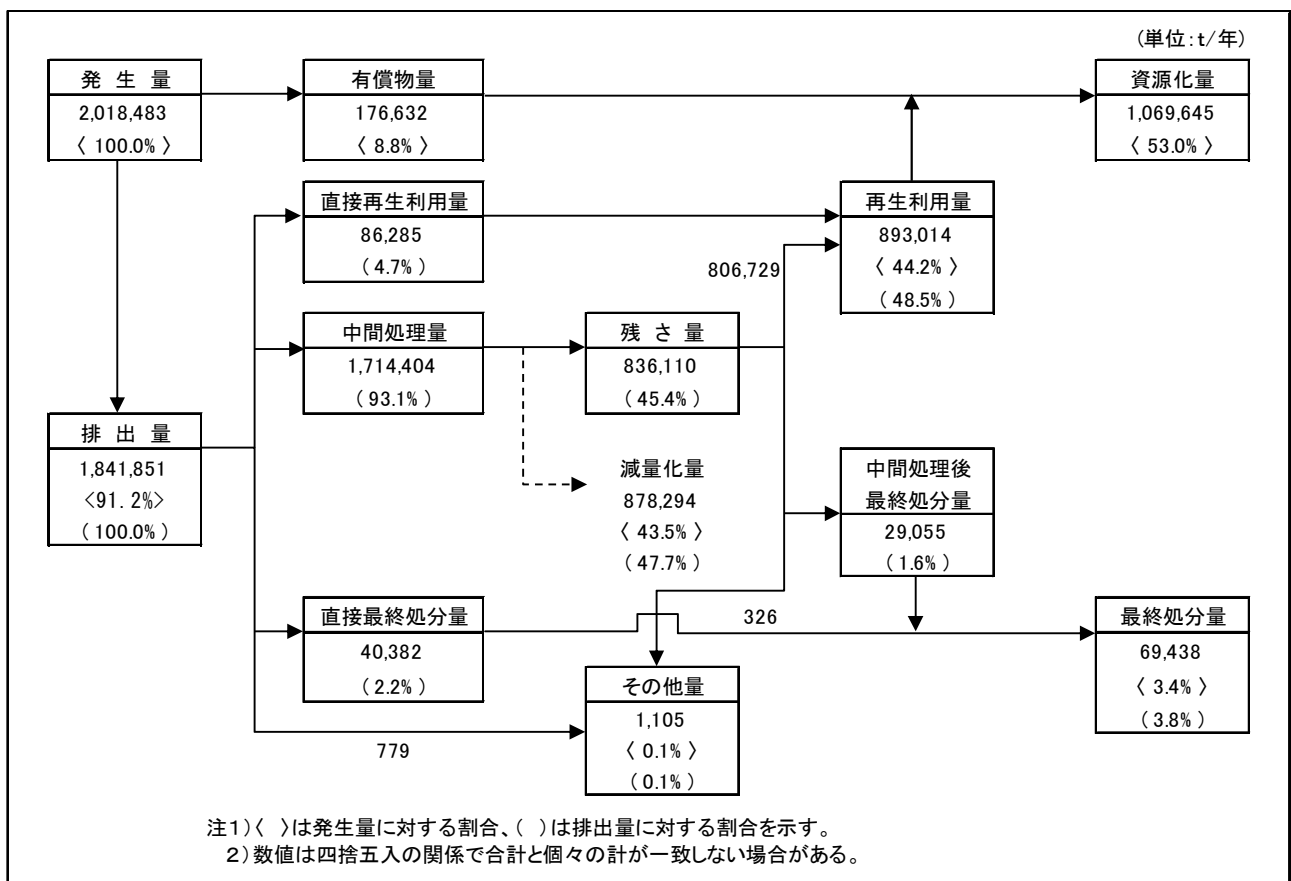 (単位:t/年)
発 生 量
2,018,483
〈 100.0% 〉
有償物量
176,632
〈 8.8% 〉
資源化量
1,069,645
〈 53.0% 〉
直接再生利用量
86,285
( 4.7% )
再生利用量
893,014
〈 44.2% 〉
( 48.5% )
806,729
中間処理量
1,714,404
( 93.1% )
残 さ 量
836,110
( 45.4% )
排 出 量
1,841,851
<91.2%>
( 100.0% )
減量化量
878,294
〈 43.5% 〉
( 47.7% )
中間処理後
最終処分量
29,055
( 1.6% )
直接最終処分量
40,382
( 2.2% )
326
最終処分量
69,438
〈 3.4% 〉
( 3.8% )
その他量
1,105
〈 0.1% 〉
( 0.1% )
779
注1)〈 〉は発生量に対する割合、( )は排出量に対する割合を示す。
2)数値は四捨五入の関係で合計と個々の計が一致しない場合がある。